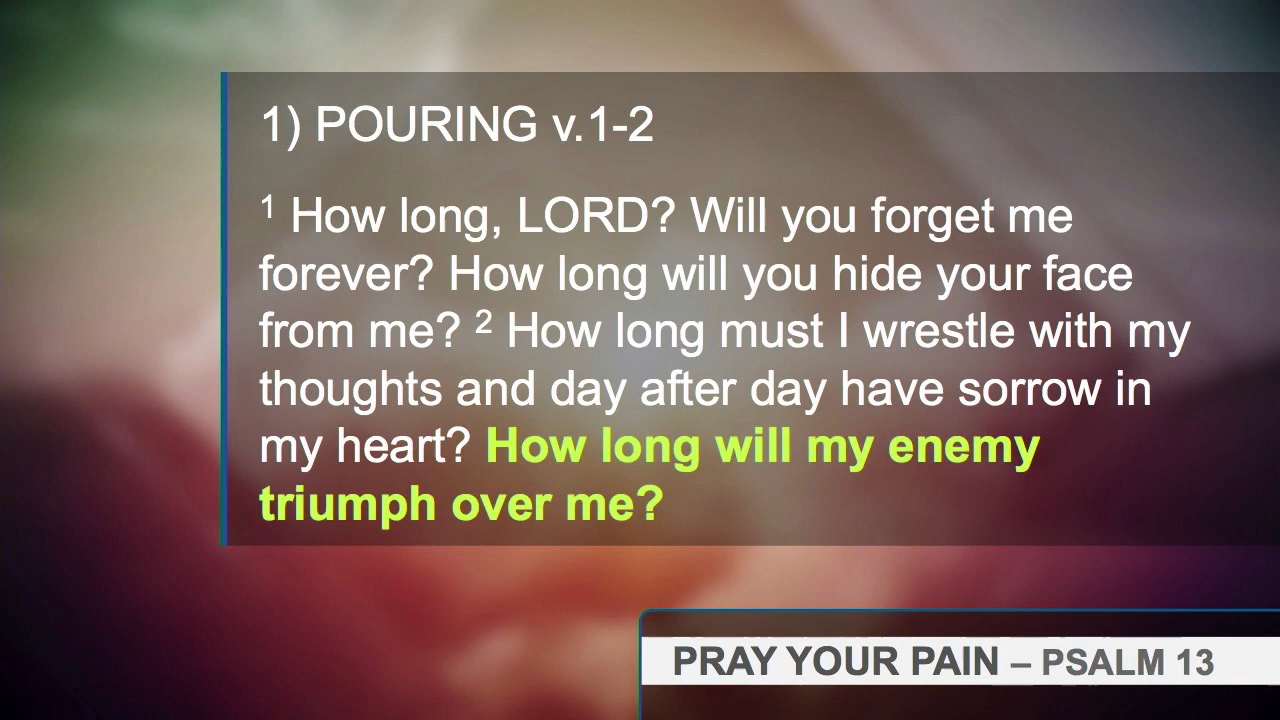 1) POURING v.1-2
1 How long, LORD? Will you forget me
forever? How long will you hide your face
from me? 2 How long must I wrestle with my
thoughts and day after day have sorrow in
my heart? How long will my enemy
triumph over me?
PRAY YOUR PAIN – PSALM 13